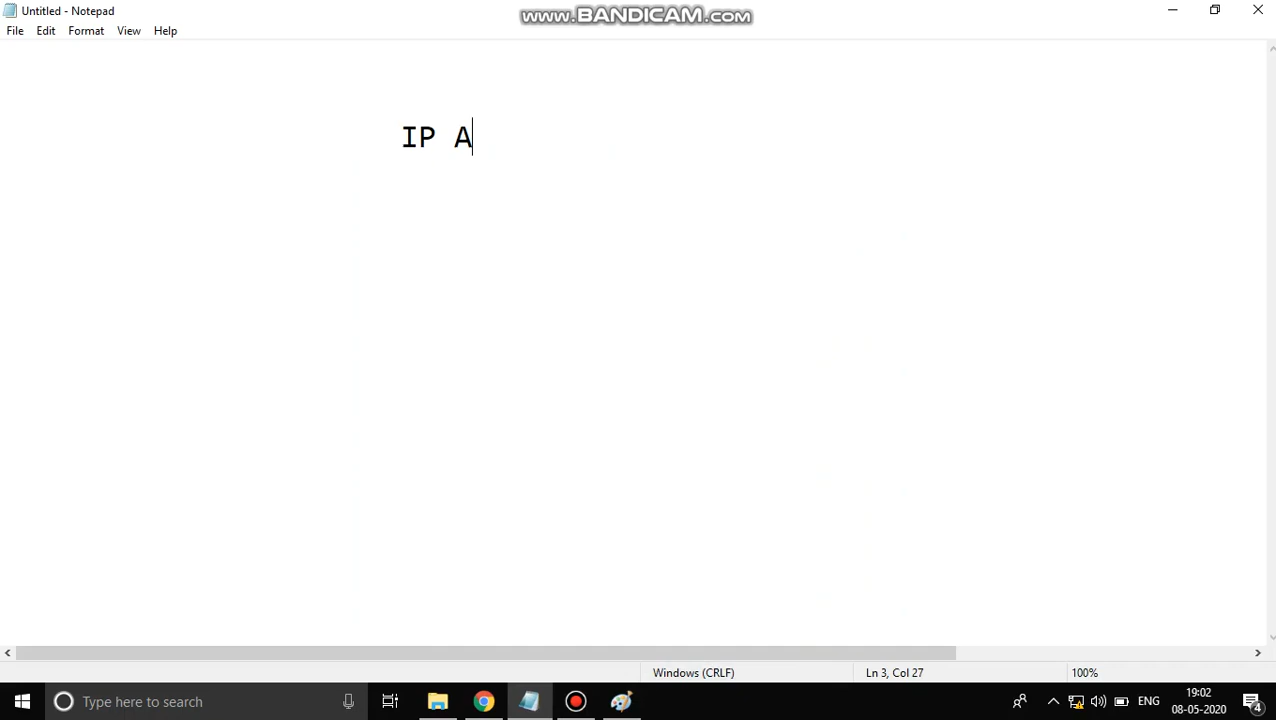 Untitled - Notepad
www.BANDICAM.com
File Edit Format View Help
IP A
Windows (CRLF) Ln 3, Col 27 100%
Type here to search
ENG
19:02
08-05-2020
4